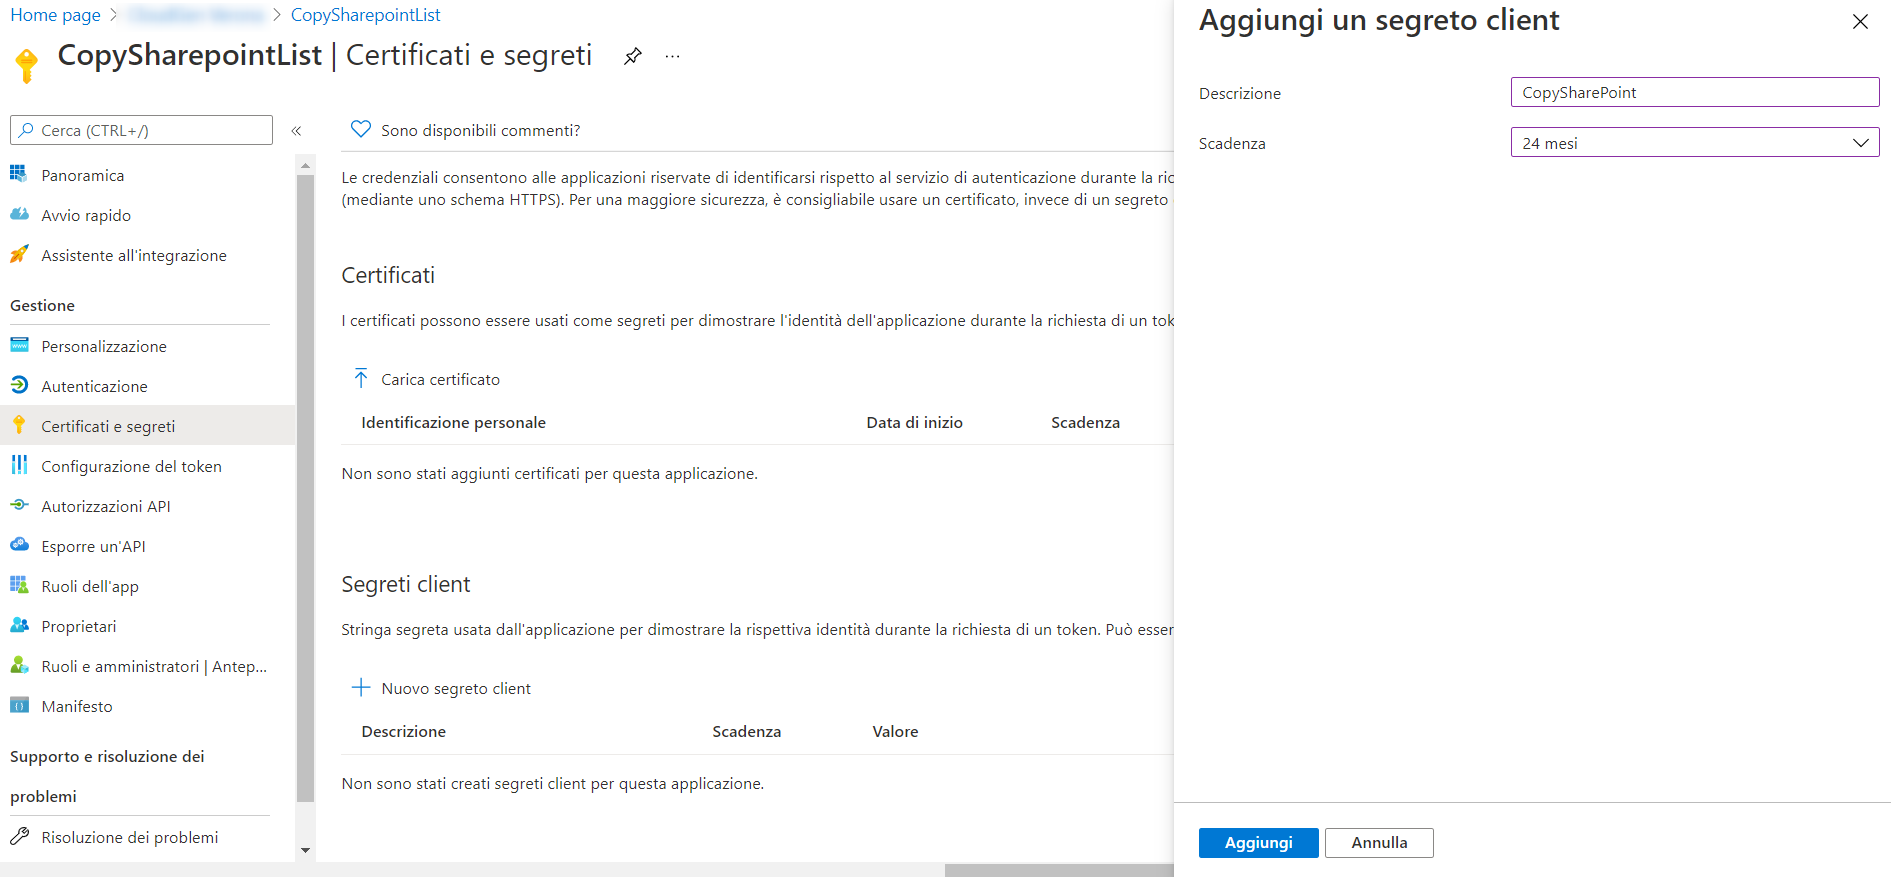 Home page > > CopySharepointList
CopySharepointList | Certificati e segreti
Cerca (CTRL+/)
Panoramica
Avvio rapido
Assistente all'integrazione
Gestione
Personalizzazione
Autenticazione
Certificati e segreti
Configurazione del token
Autorizzazioni API
Esporre un'API
Ruoli dell'app
Proprietari
Ruoli e amministratori | Antep...
Manifesto
Supporto e risoluzione dei
problemi
Risoluzione dei problemi
Sono disponibili commenti?
Le credenziali consentono alle applicazioni riservate di identificarsi rispetto al servizio di autenticazione durante la ric
(mediante uno schema HTTPS). Per una maggiore sicurezza, è consigliabile usare un certificato, invece di un segreto
Certificati
I certificati possono essere usati come segreti per dimostrare l'identità dell'applicazione durante la richiesta di un tok
Carica certificato
Identificazione personale Data di inizio Scadenza
Non sono stati aggiunti certificati per questa applicazione.
Segreti client
Stringa segreta usata dall'applicazione per dimostrare la rispettiva identità durante la richiesta di un token. Può esser
Nuovo segreto client
Descrizione Scadenza Valore
Non sono stati creati segreti client per questa applicazione.
Aggiungi un segreto client
Descrizione CopySharePoint
Scadenza 24 mesi
Aggiungi Annulla